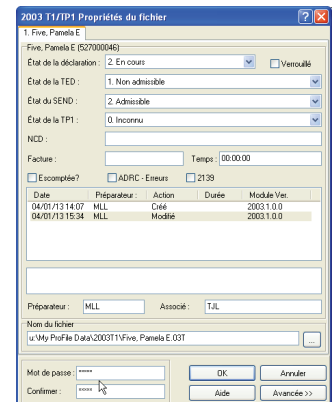 2003 T1/TP1 Propriétés du fichier
1. Five, Pamela E
Five, Pamela E (527000046)
État de la déclaration : 2. En cours Verrouillé
État de la TED : 1. Non admissible
État du SEND : 2. Admissible
État de la TP1 : 0. Inconnu
NCD :
Facture : Temps : 00:00:00
Escomptée? ADRC - Erreurs 2139
Date Préparateur : Action Durée Module Ver.
04/01/13 14:07 MLL Créé 2003.1.0.0
04/01/13 15:34 MLL Modifié 2003.1.0.0
Préparateur : MLL Associé : TJL
Nom du fichier
u:\My ProFile Data\2003T1\Five, Pamela E.03T ...
Mot de passe : ***** OK Annuler
Confirmer : ***** Aide Avancée >>